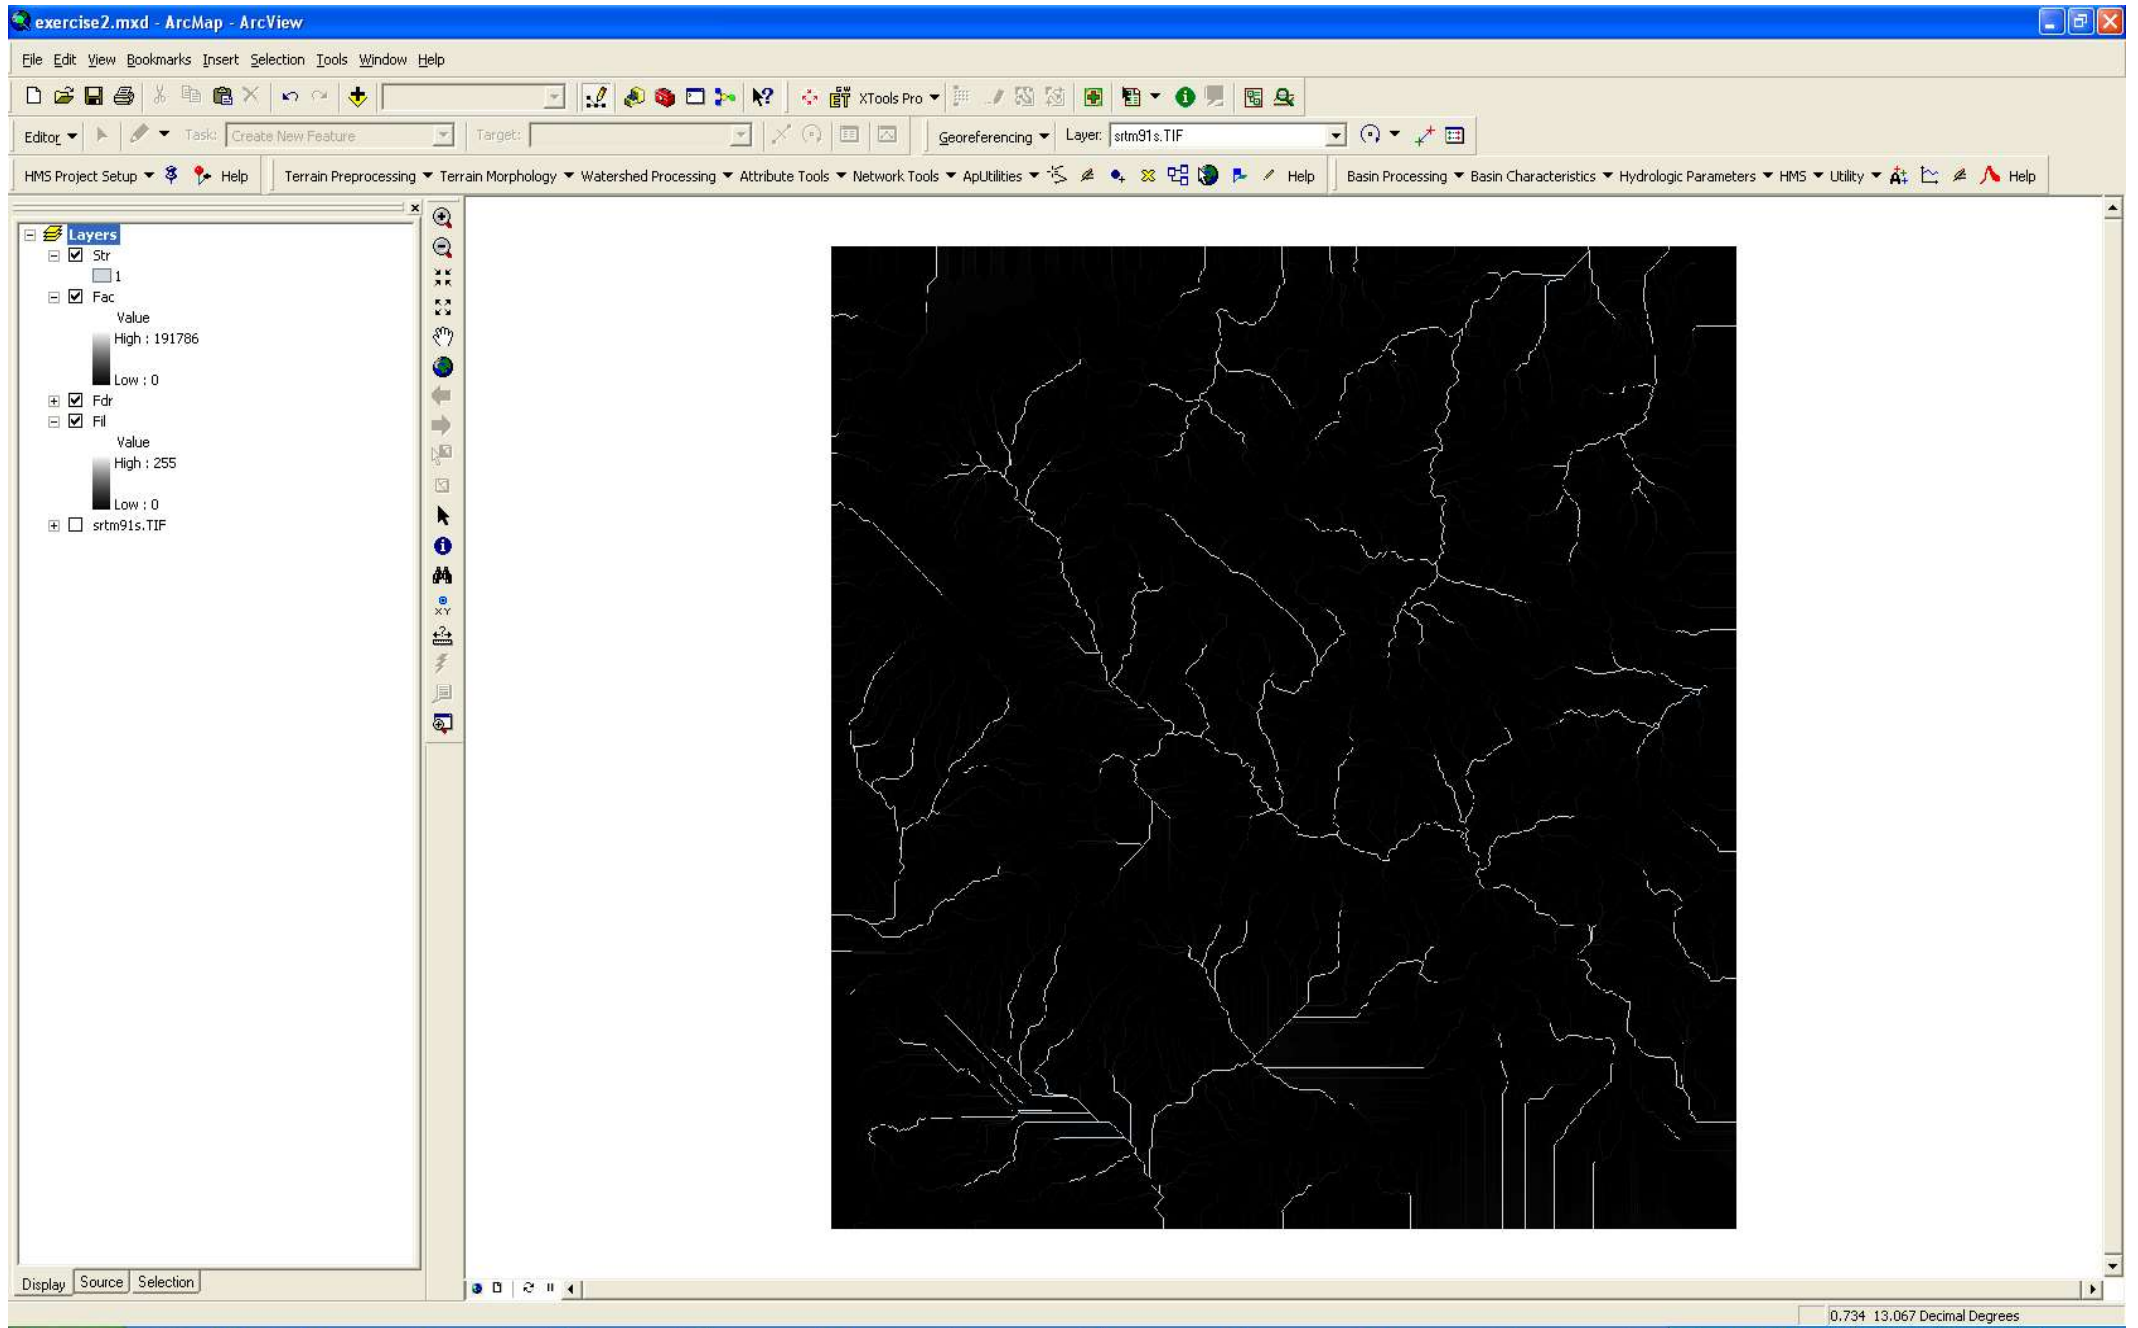 exercise2.mxd - ArcMap - ArcView
File Edit View Bookmarks Insert Selection Tools Window Help
XTools Pro
Editor Task: Create New Feature Target: Georeferencing Layer: srtm91s.TIF
HMS Project Setup Help Terrain Preprocessing Terrain Morphology Watershed Processing Attribute Tools Network Tools ApUtilities Help Basin Processing Basin Characteristics Hydrologic Parameters HMS Utility Help
Layers
Str
1
Fac
Value
High : 191786
Low : 0
Fdr
Fil
Value
High : 255
Low : 0
srtm91s.TIF
XY
Display Source Selection
0.734 13.067 Decimal Degrees